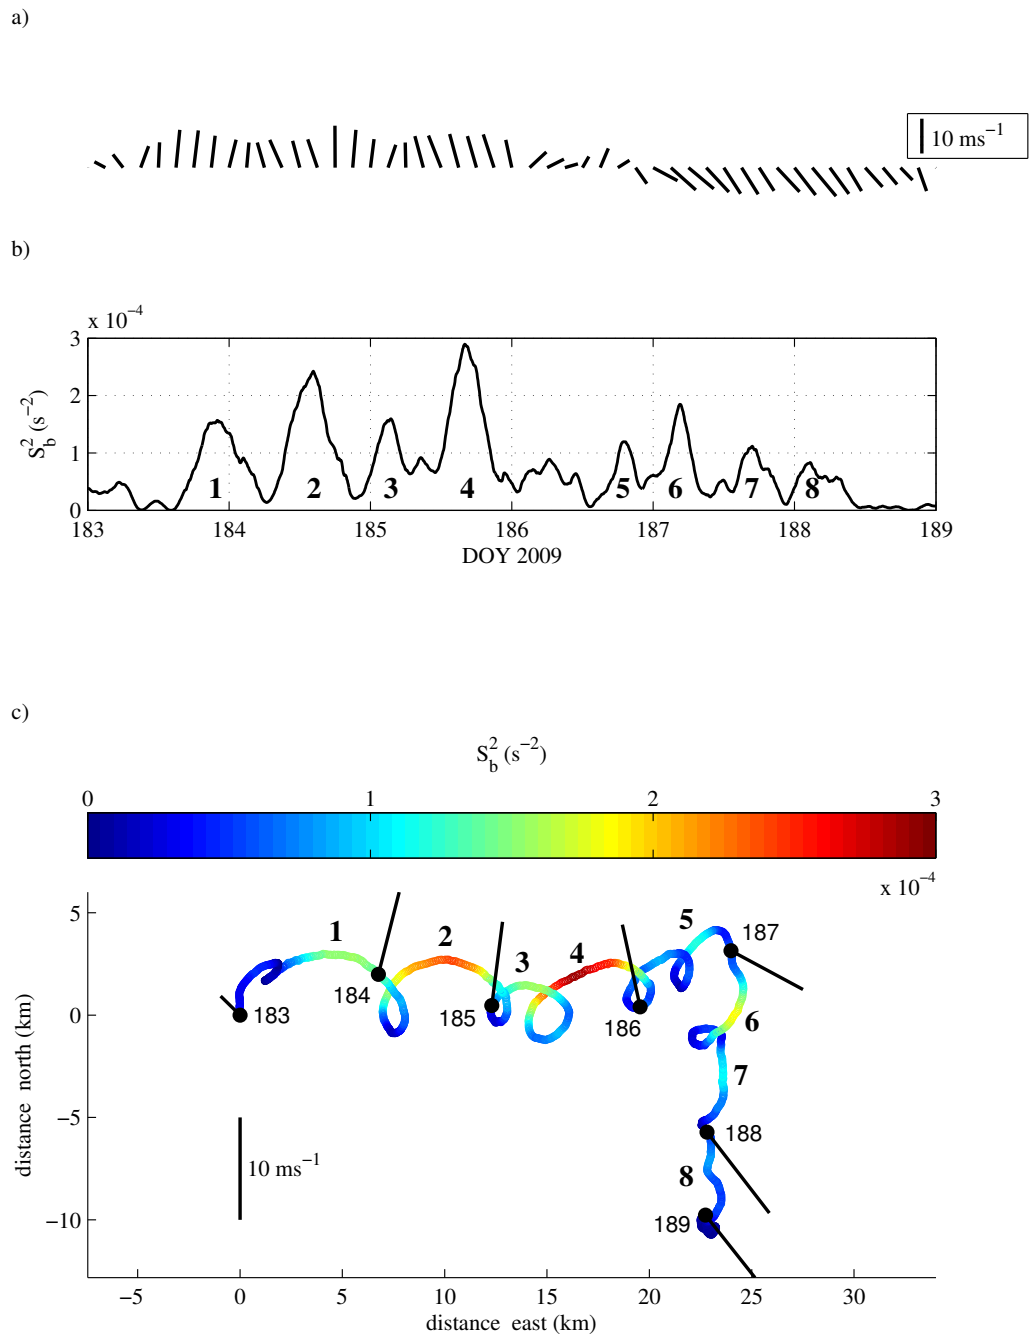 a)
10 ms⁻¹
b)
x 10⁻⁴
3
2
1
0
S_b² (s⁻²)
1 2 3 4 5 6 7 8
183 184 185 186 187 188 189
DOY 2009
c)
S_b² (s⁻²)
0 1 2 3
x 10⁻⁴
5
0
−5
−10
distance north (km)
1 2 3 4 5 6 7 8
183
184
185
186
187
188
189
10 ms⁻¹
−5 0 5 10 15 20 25 30
distance east (km)